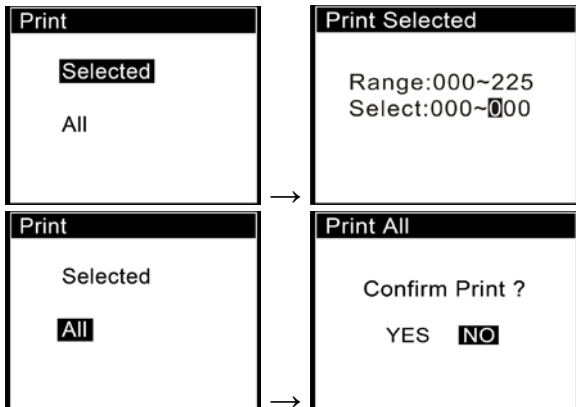 Print
Selected
All
→
Print Selected
Range:000~225
Select:000~000
Print
Selected
All
→
Print All
Confirm Print ?
YES NO